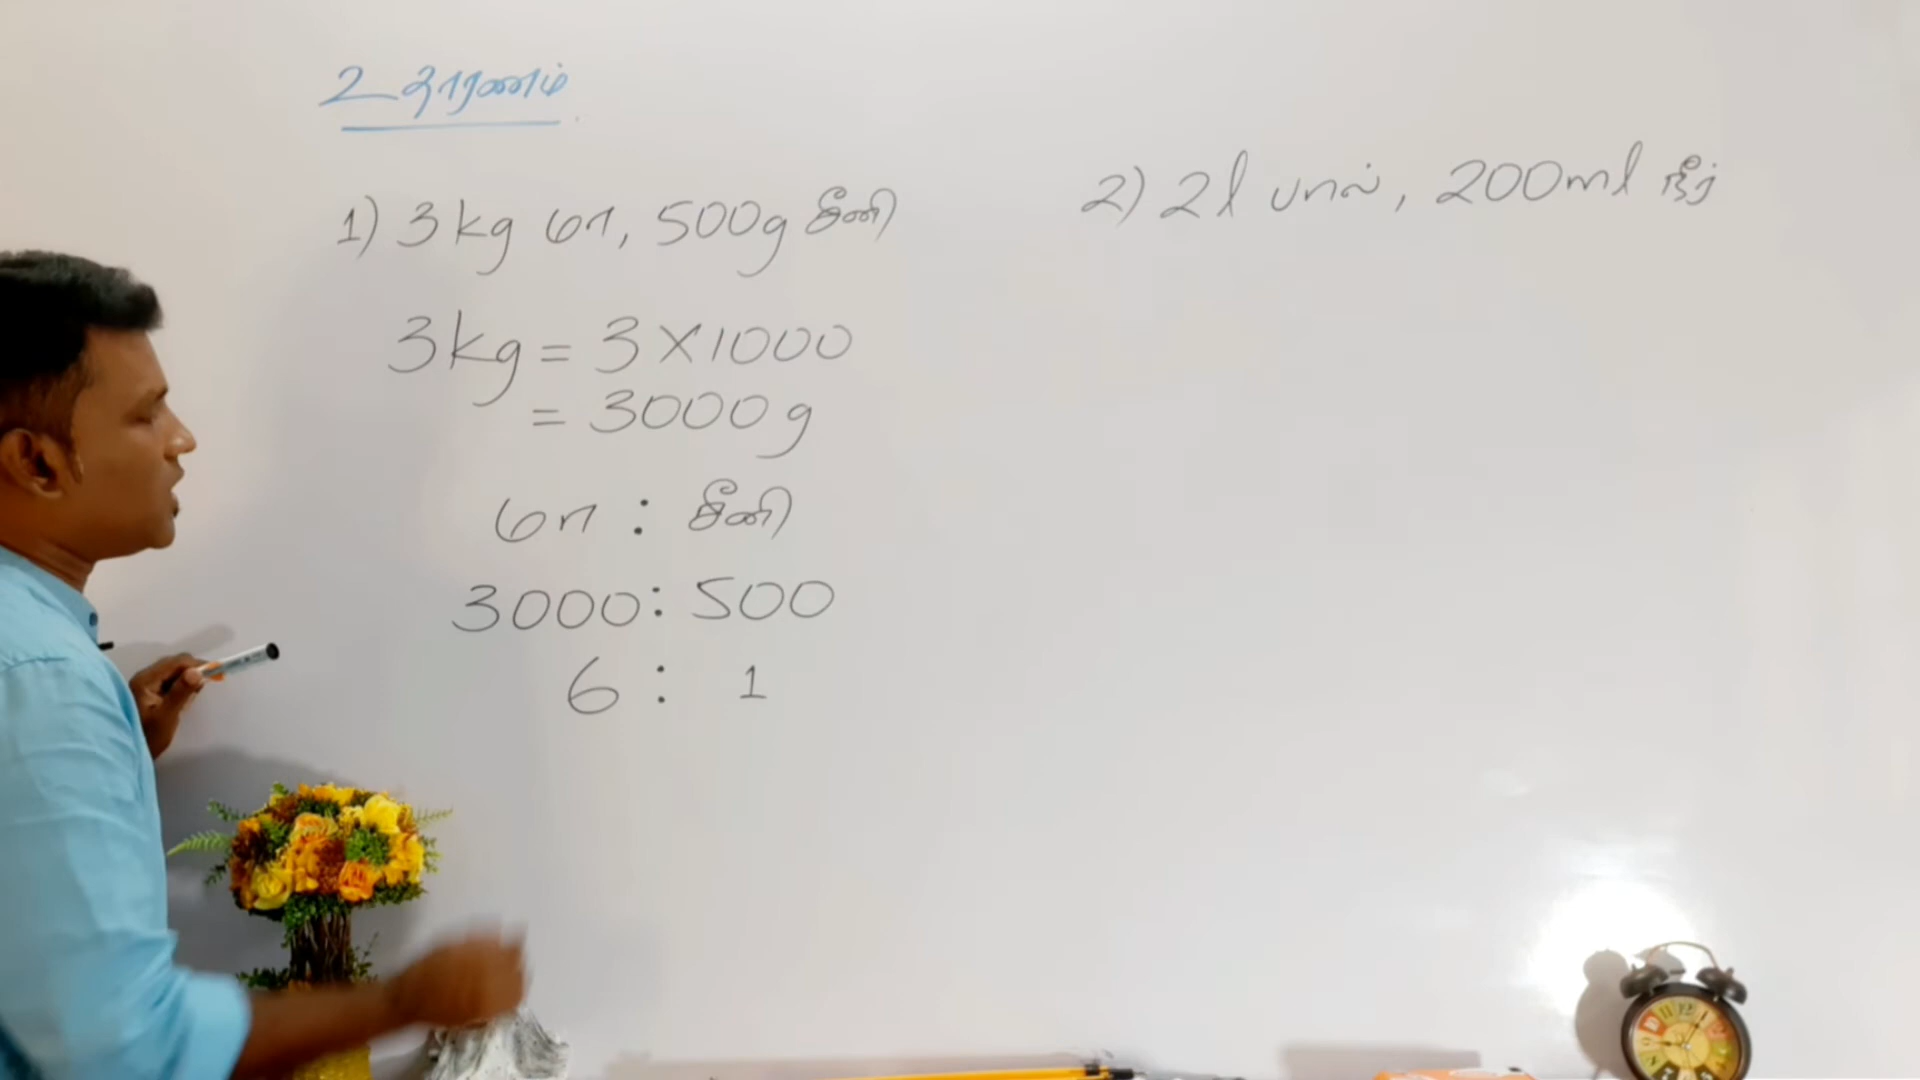 உதாரணம்
1) 3kg மா, 500g சீனி
3kg = 3×1000
= 3000g
மா : சீனி
3000 : 500
6 : 1
2) 2l பால், 200ml நீர்